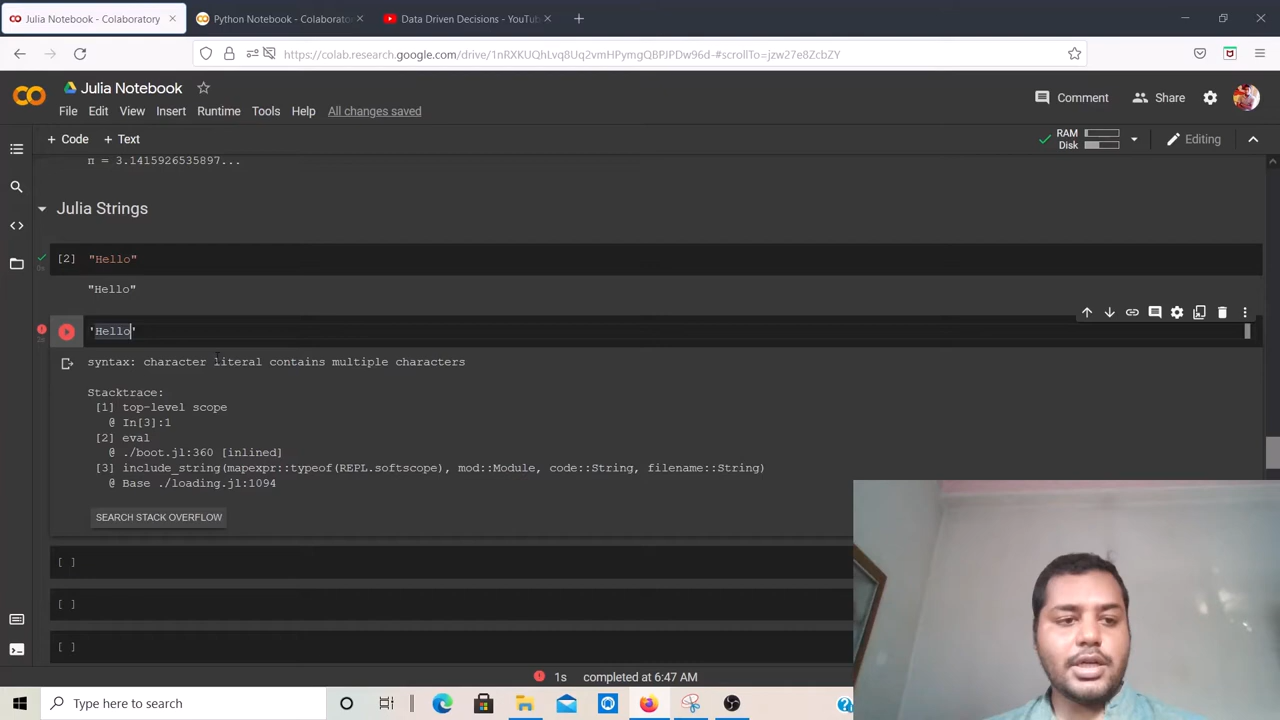 Julia Notebook - Colaboratory
Python Notebook - Colaborato
Data Driven Decisions - YouTub
https://colab.research.google.com/drive/1nRXKUQhLvq8Uq2vmHPymgQBPJPDw96d-#scrollTo=jzw27e8ZcbZY
Julia Notebook
File Edit View Insert Runtime Tools Help All changes saved
Comment Share
+ Code + Text
RAM
Disk
Editing
π = 3.1415926535897...
Julia Strings
[2] "Hello"
0s
"Hello"
'Hello'
syntax: character literal contains multiple characters
Stacktrace:
[1] top-level scope
@ In[3]:1
[2] eval
@ ./boot.jl:360 [inlined]
[3] include_string(mapexpr::typeof(REPL.softscope), mod::Module, code::String, filename::String)
@ Base ./loading.jl:1094
SEARCH STACK OVERFLOW
[ ]
[ ]
[ ]
1s completed at 6:47 AM
Type here to search